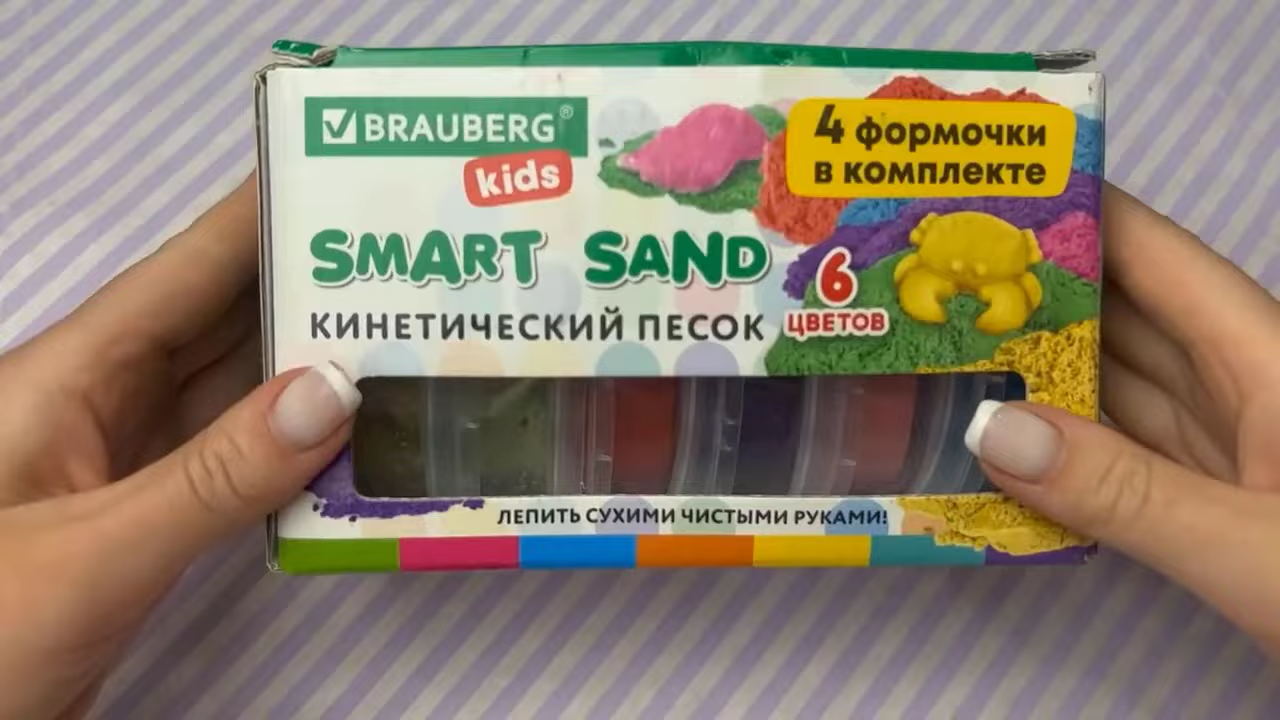 BRAUBERG®
kids
4 формочки
в комплекте
SMART SAND
6
ЦВЕТОВ
КИНЕТИЧЕСКИЙ ПЕСОК
ЛЕПИТЬ СУХИМИ ЧИСТЫМИ РУКАМИ!